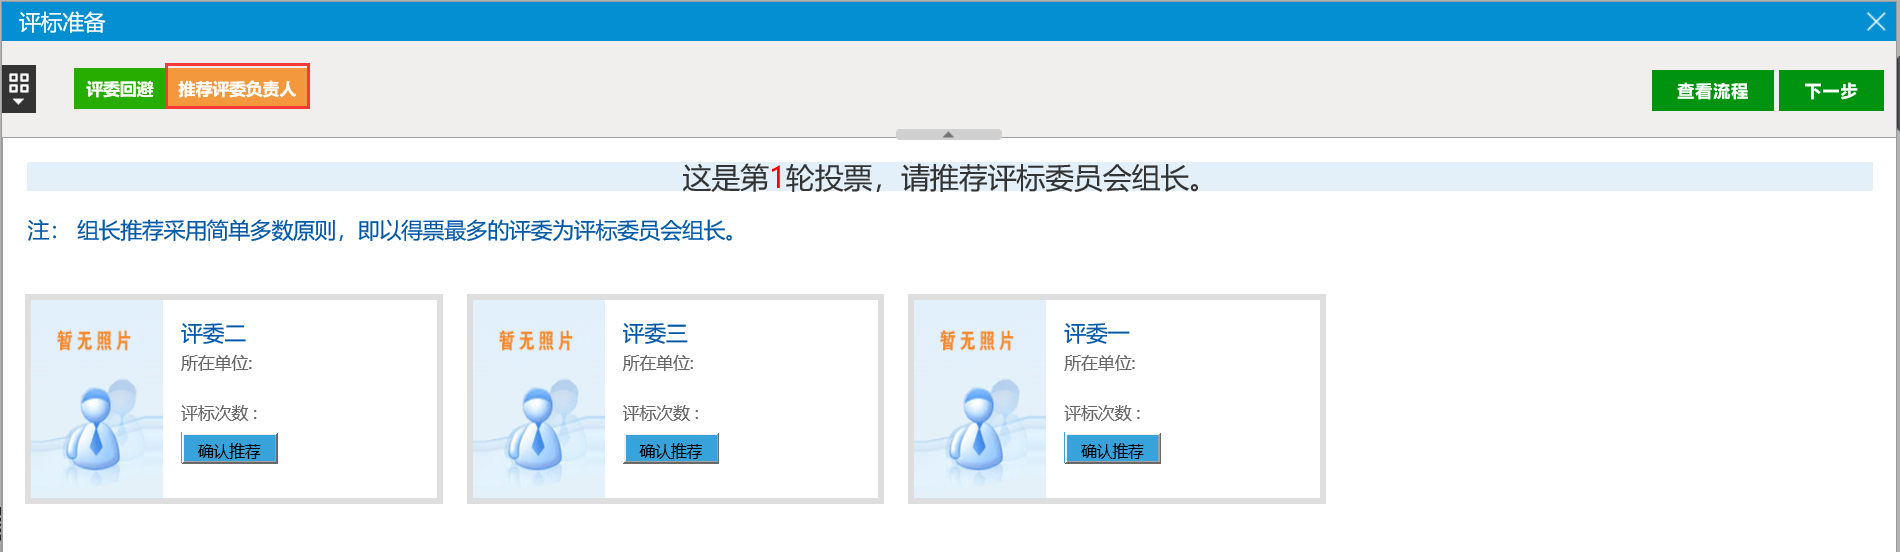 评标准备
评委回避 推荐评委负责人 查看流程 下一步
这是第1轮投票，请推荐评标委员会组长。
注： 组长推荐采用简单多数原则，即以得票最多的评委为评标委员会组长。
暂无照片
评委二
所在单位:
评标次数 :
确认推荐
暂无照片
评委三
所在单位:
评标次数 :
确认推荐
暂无照片
评委一
所在单位:
评标次数 :
确认推荐